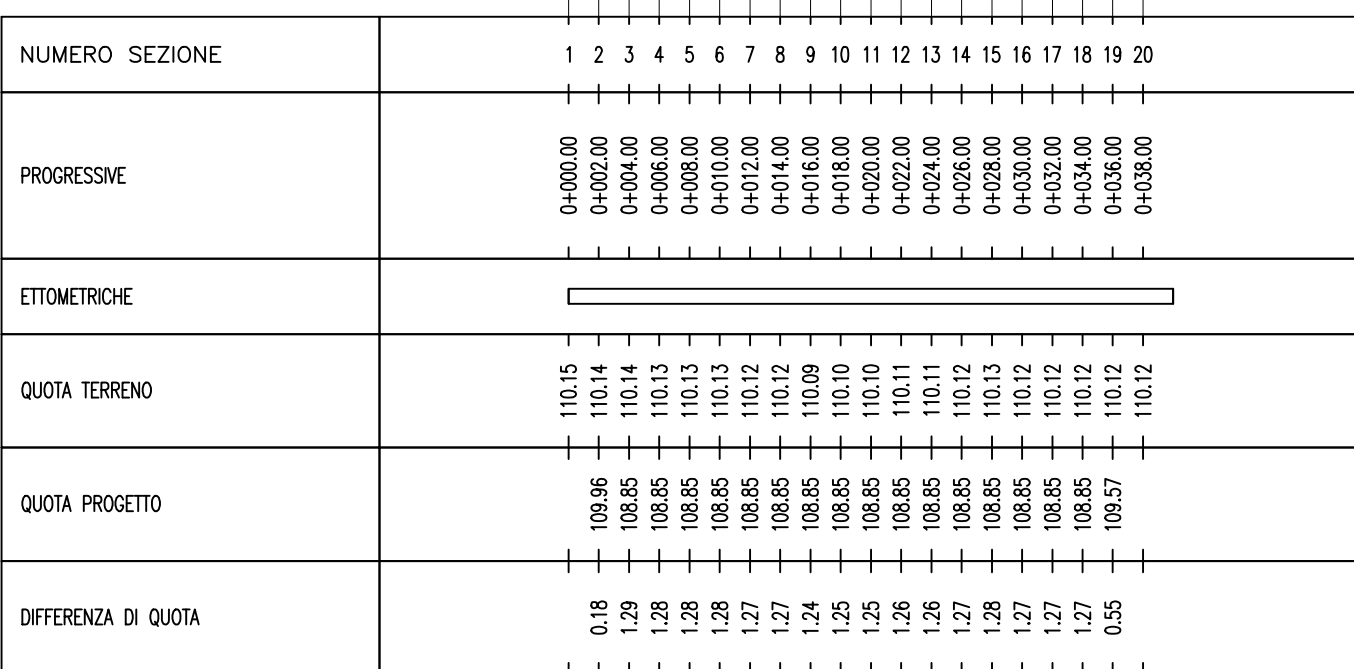 NUMERO SEZIONE 1 2 3 4 5 6 7 8 9 10 11 12 13 14 15 16 17 18 19 20
PROGRESSIVE 0+000.00 0+002.00 0+004.00 0+006.00 0+008.00 0+010.00 0+012.00 0+014.00 0+016.00 0+018.00 0+020.00 0+022.00 0+024.00 0+026.00 0+028.00 0+030.00 0+032.00 0+034.00 0+036.00 0+038.00
ETTOMETRICHE
QUOTA TERRENO 110.15 110.14 110.14 110.13 110.13 110.13 110.12 110.12 110.09 110.10 110.10 110.11 110.11 110.12 110.13 110.12 110.12 110.12 110.12 110.12
QUOTA PROGETTO 109.96 108.85 108.85 108.85 108.85 108.85 108.85 108.85 108.85 108.85 108.85 108.85 108.85 108.85 108.85 108.85 108.85 109.57
DIFFERENZA DI QUOTA 0.18 1.29 1.28 1.28 1.28 1.27 1.27 1.24 1.25 1.25 1.26 1.26 1.27 1.28 1.27 1.27 1.27 0.55